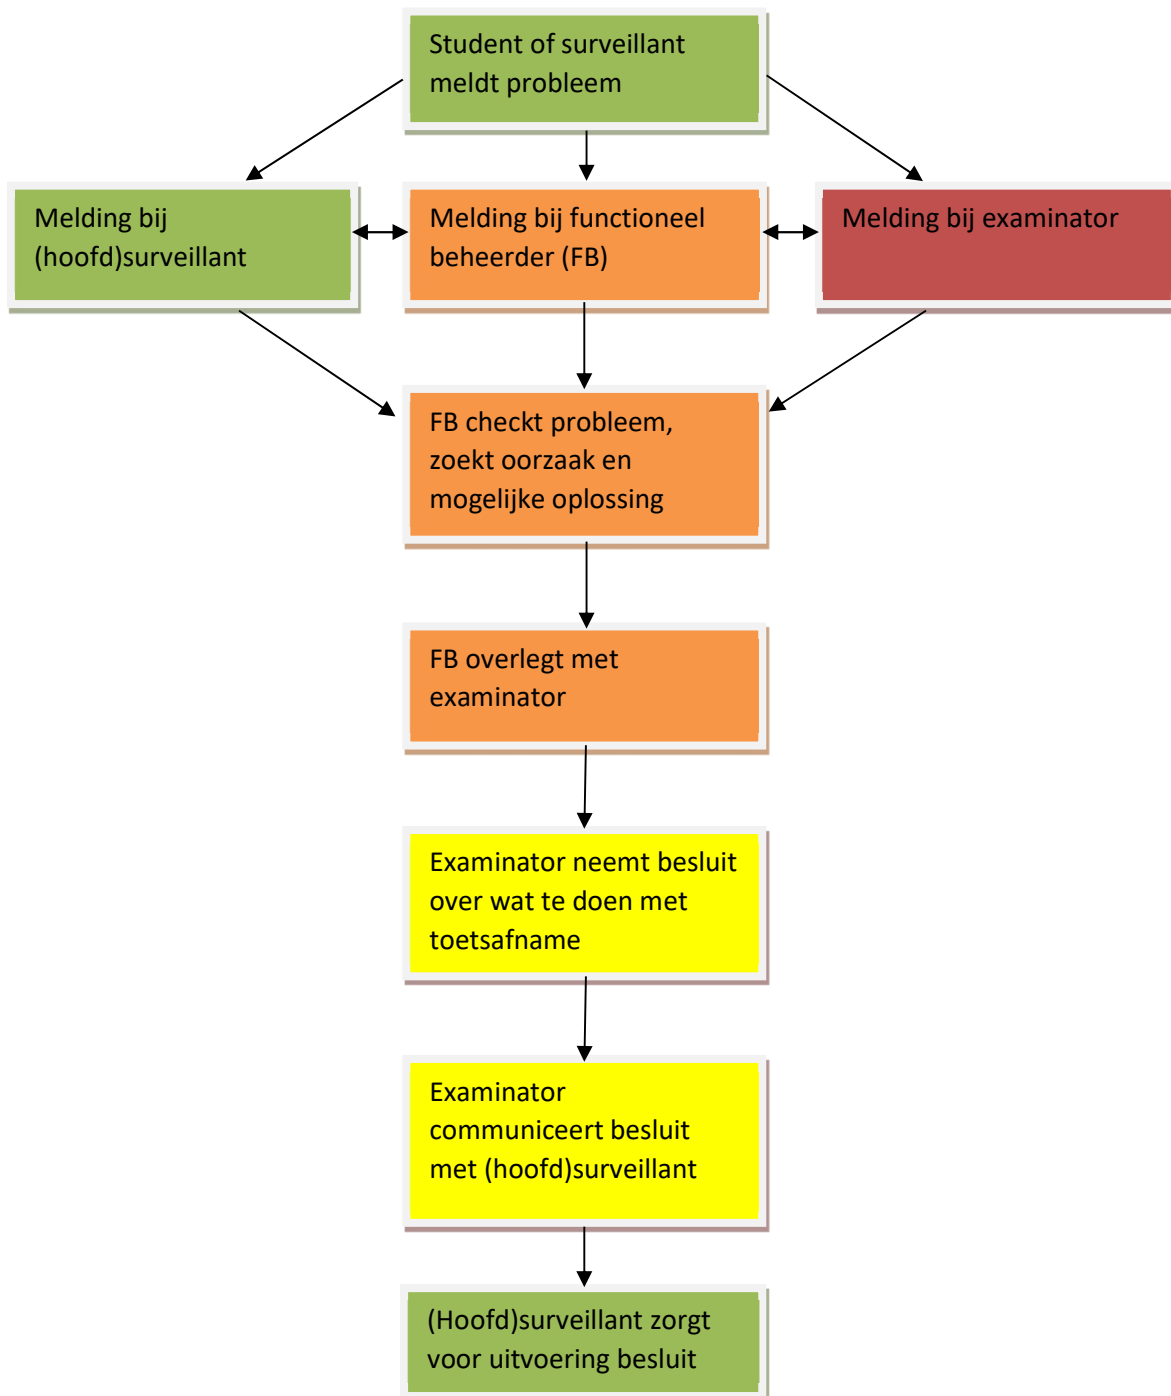 Student of surveillant
meldt probleem
Melding bij
(hoofd)surveillant
Melding bij functioneel
beheerder (FB)
Melding bij examinator
FB checkt probleem,
zoekt oorzaak en
mogelijke oplossing
FB overlegt met
examinator
Examinator neemt besluit
over wat te doen met
toetsafname
Examinator
communiceert besluit
met (hoofd)surveillant
(Hoofd)surveillant zorgt
voor uitvoering besluit